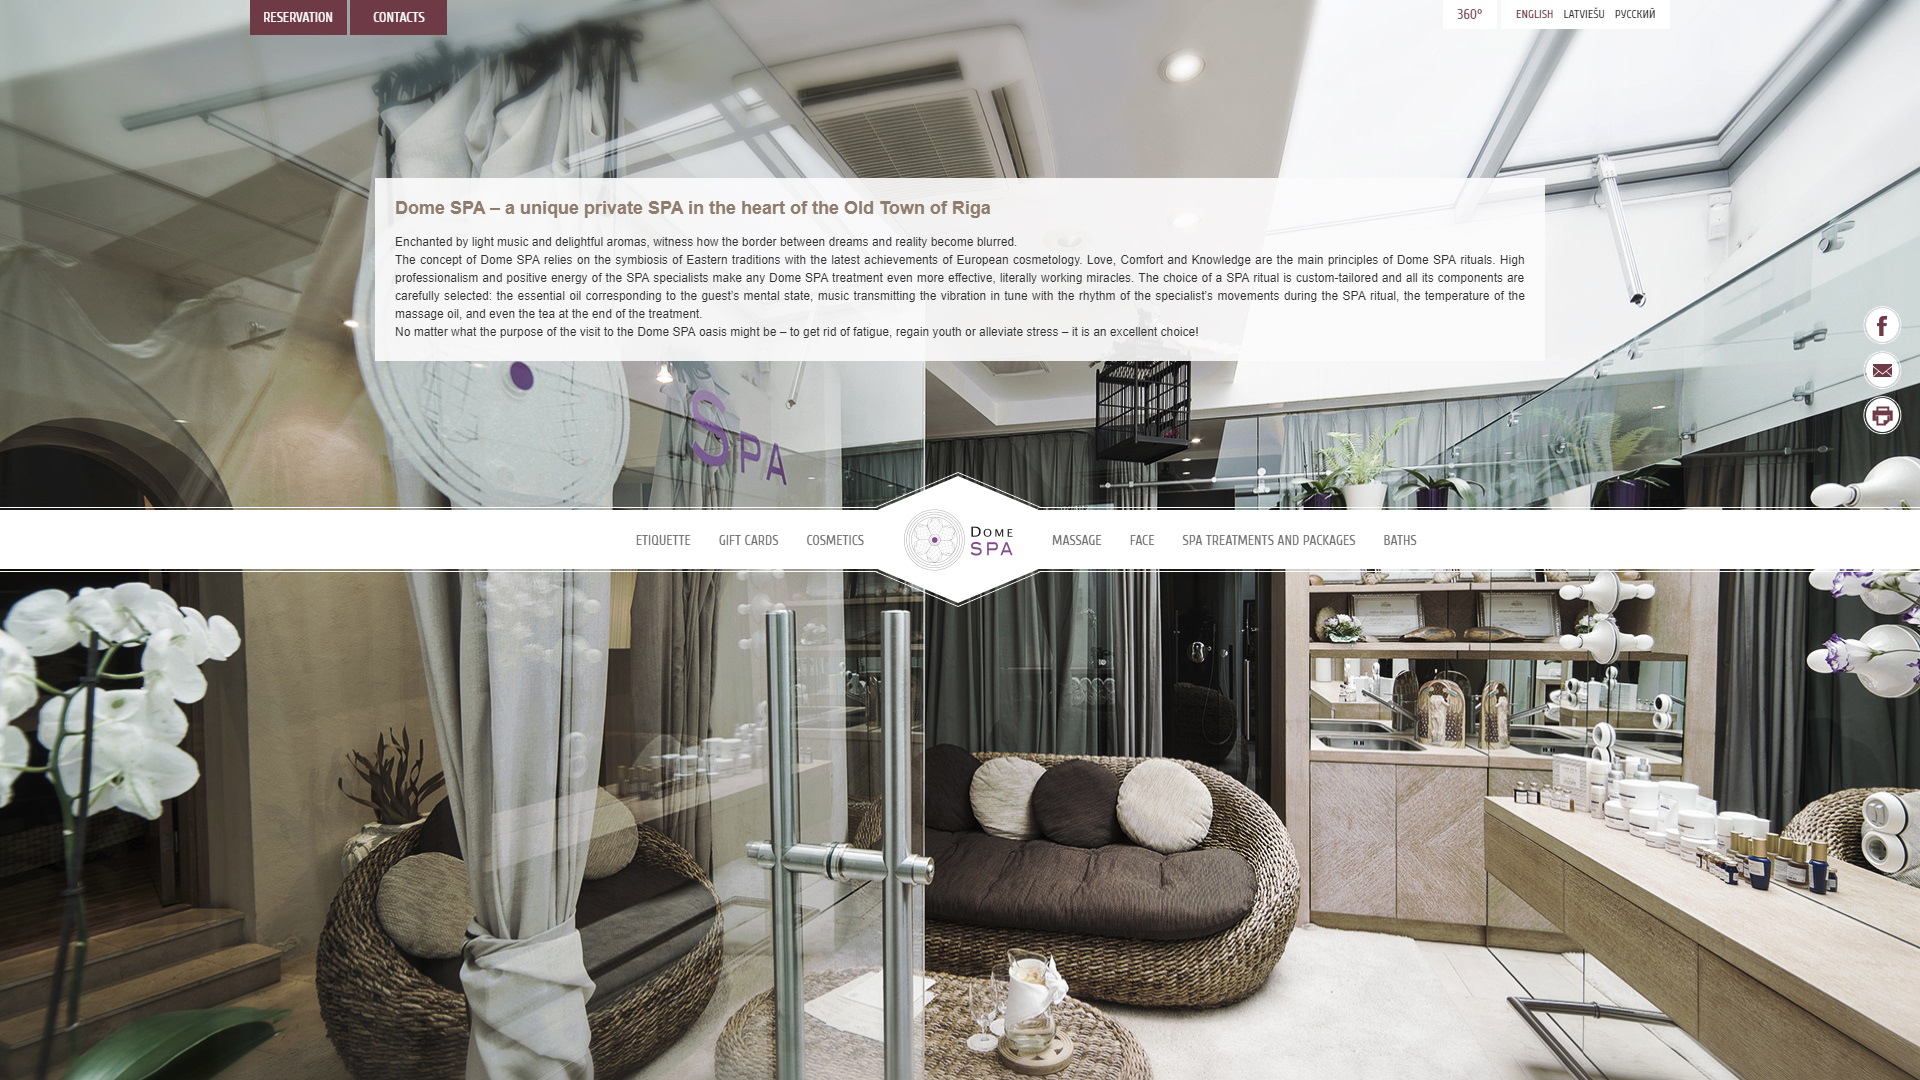 RESERVATION
CONTACTS
360°
ENGLISH LATVIEŠU РУССКИЙ
Dome SPA – a unique private SPA in the heart of the Old Town of Riga
Enchanted by light music and delightful aromas, witness how the border between dreams and reality become blurred.
The concept of Dome SPA relies on the symbiosis of Eastern traditions with the latest achievements of European cosmetology. Love, Comfort and Knowledge are the main principles of Dome SPA rituals. High
professionalism and positive energy of the SPA specialists make any Dome SPA treatment even more effective, literally working miracles. The choice of a SPA ritual is custom-tailored and all its components are
carefully selected: the essential oil corresponding to the guest's mental state, music transmitting the vibration in tune with the rhythm of the specialist's movements during the SPA ritual, the temperature of the
massage oil, and even the tea at the end of the treatment.
No matter what the purpose of the visit to the Dome SPA oasis might be – to get rid of fatigue, regain youth or alleviate stress – it is an excellent choice!
SPA
ETIQUETTE GIFT CARDS COSMETICS
DOME
SPA
MASSAGE FACE SPA TREATMENTS AND PACKAGES BATHS